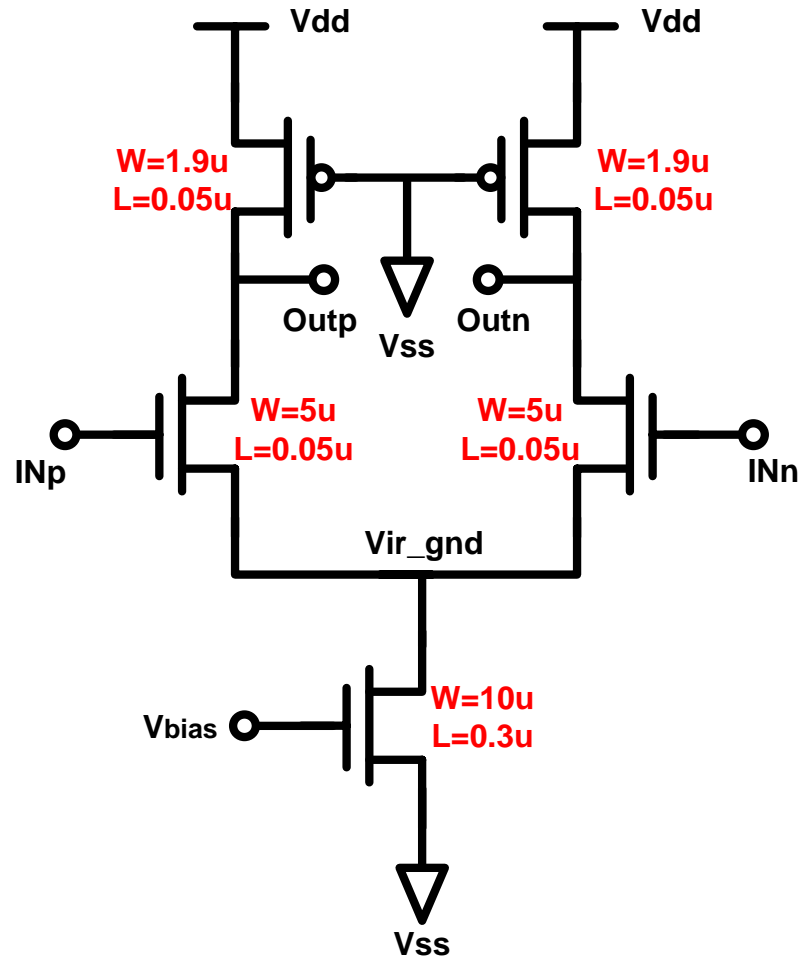 Vdd
Vdd
W=1.9u
L=0.05u
W=1.9u
L=0.05u
Outp
Outn
Vss
W=5u
L=0.05u
W=5u
L=0.05u
INp
INn
Vir_gnd
W=10u
L=0.3u
Vbias
Vss